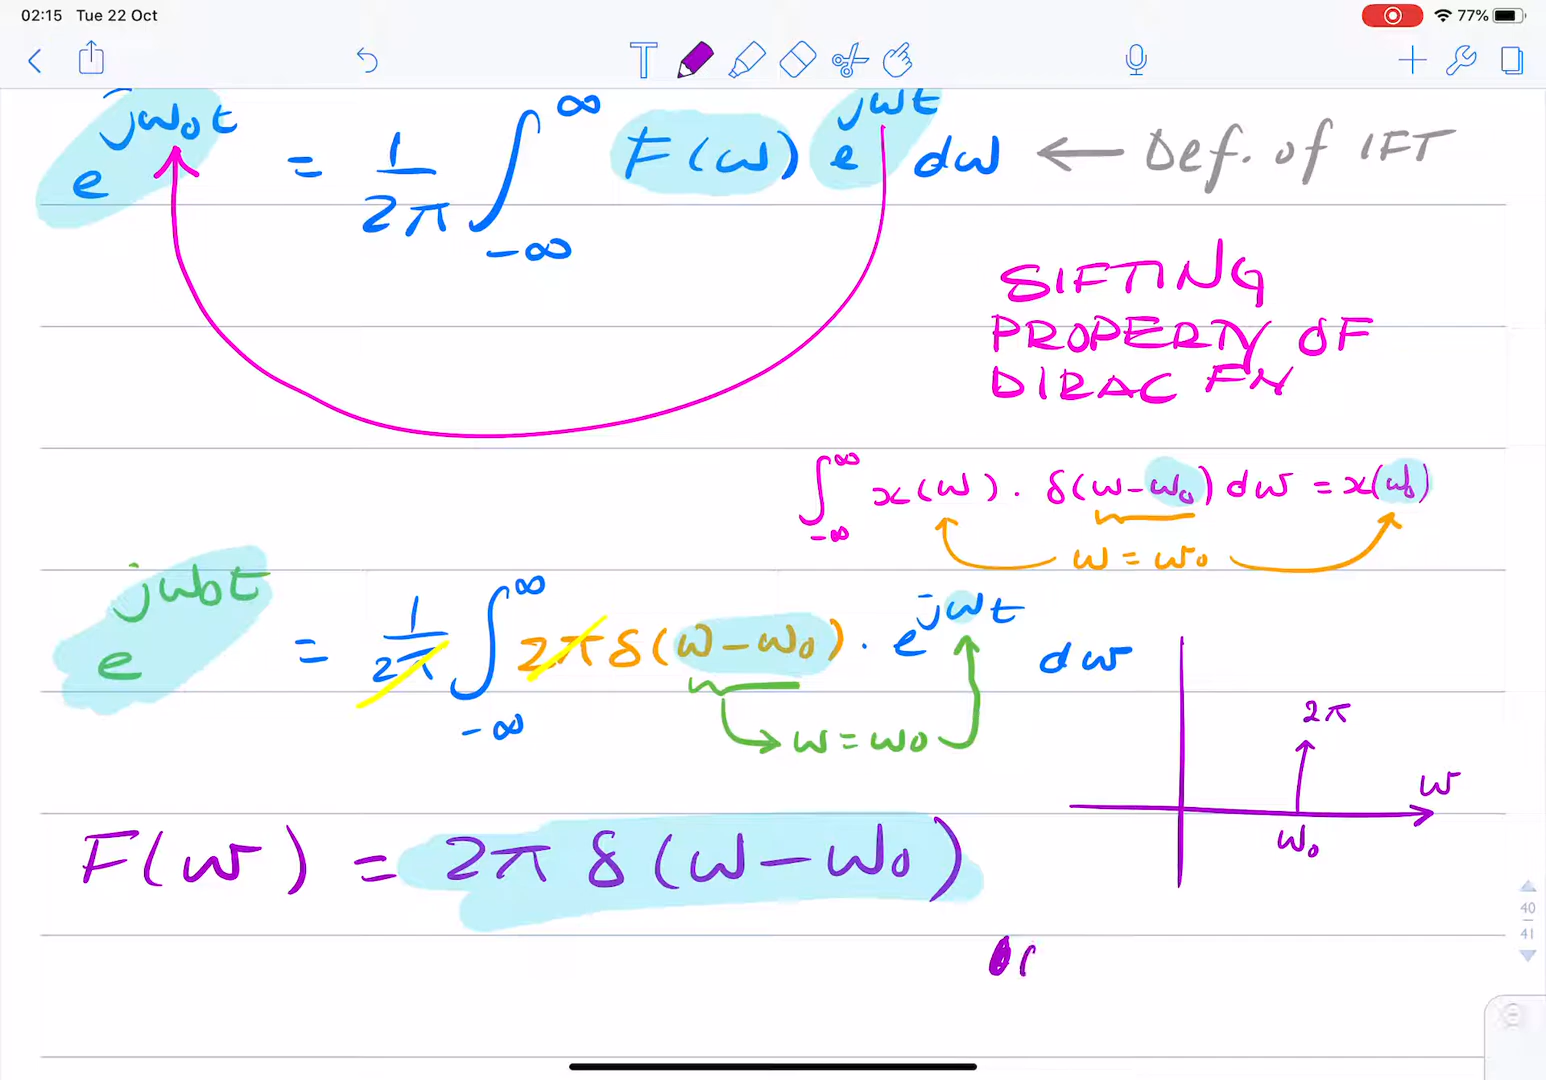 02:15 Tue 22 Oct
77%
T
e^{jω₀t} = 1/2π ∫_{-∞}^{∞} F(ω) e^{jωt} dω ← Def. of IFT
SIFTING
PROPERTY OF
DIRAC FN
∫_{-∞}^{∞} x(ω) · δ(ω-ω₀) dω = x(ω₀)
ω = ω₀
e^{jω₀t} = 1/2π ∫_{-∞}^{∞} 2π δ(ω-ω₀) · e^{jωt} dω
ω = ω₀
2π
ω
ω₀
F(ω) = 2π δ(ω-ω₀)
40
41